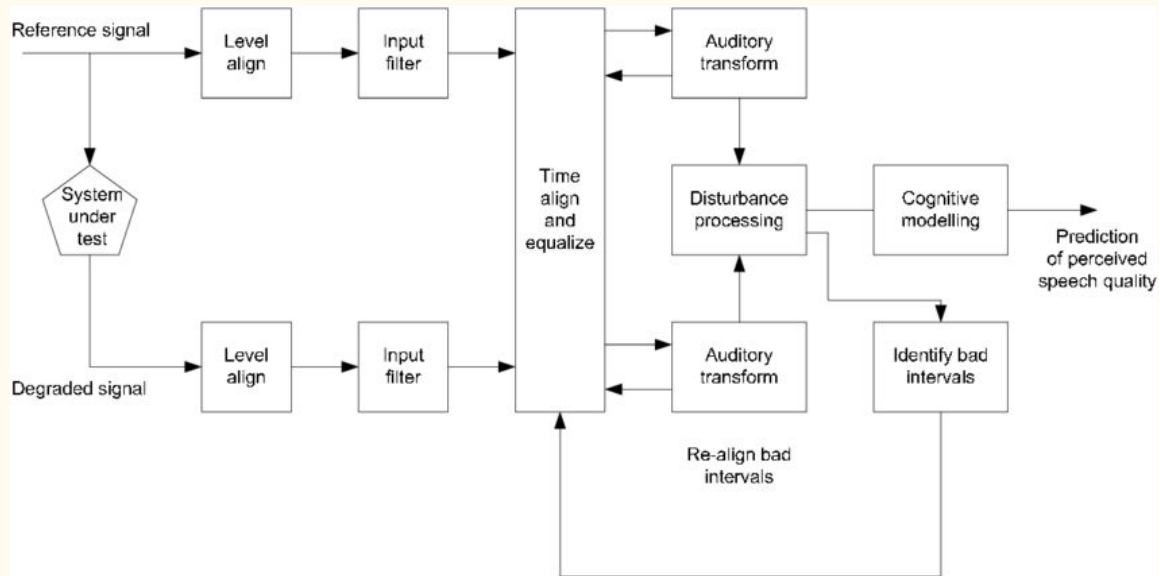 Reference signal
Level
align
Input
filter
Auditory
transform
System
under
test
Time
align
and
equalize
Disturbance
processing
Cognitive
modelling
Prediction
of perceived
speech quality
Degraded signal
Level
align
Input
filter
Auditory
transform
Identify bad
intervals
Re-align bad
intervals